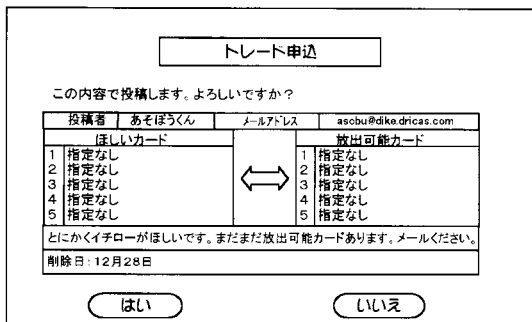 トレード申込
この内容で投稿します。よろしいですか？
投稿者 あそぼうくん メールアドレス asobu@dike.dricas.com
ほしいカード 放出可能カード
1 指定なし 1 指定なし
2 指定なし 2 指定なし
3 指定なし 3 指定なし
4 指定なし 4 指定なし
5 指定なし 5 指定なし
とにかくイチローがほしいです。まだまだ放出可能カードあります。メールください。
削除日：12月28日
はい いいえ